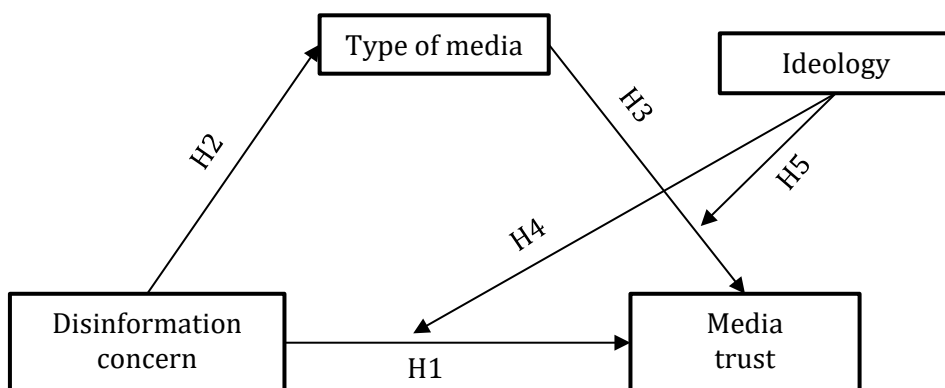 Type of media
Ideology
H3
H2
H5
H4
Disinformation
concern
Media
trust
H1